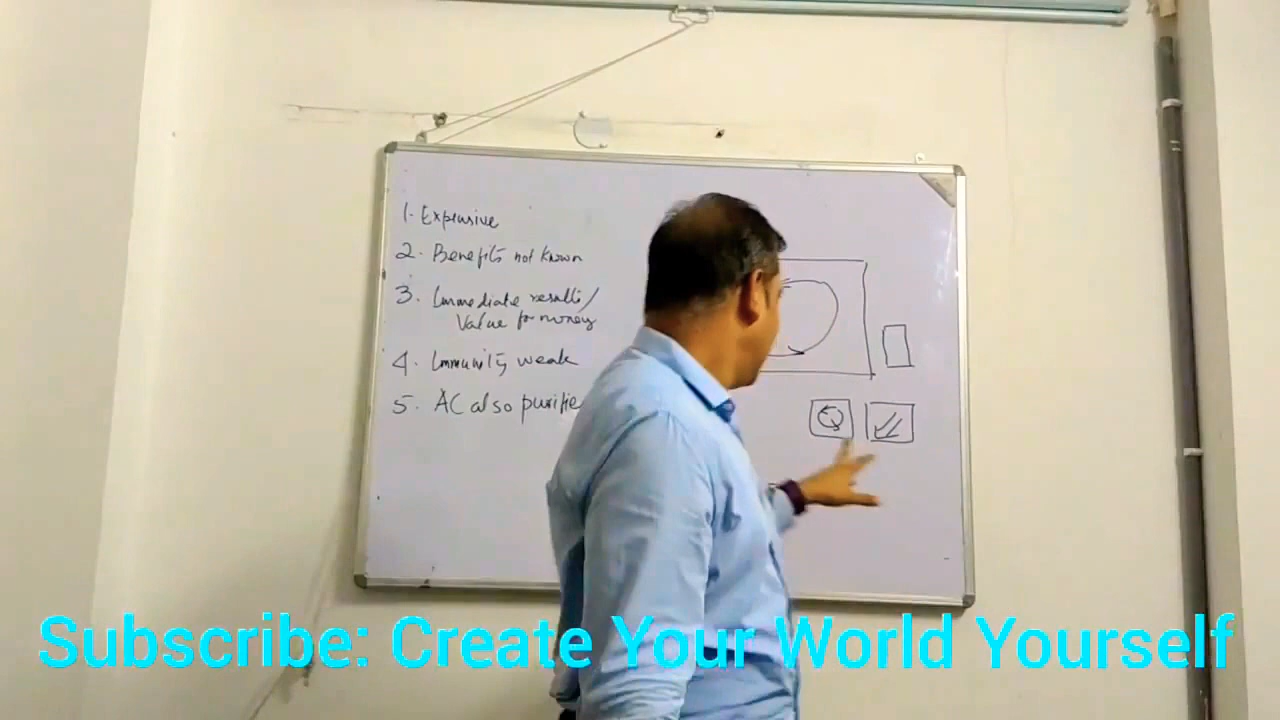 1. Expensive
2. Benefits not known
3. Immediate results/
Value for money
4. Immunity weak
5. AC also purifie
Subscribe: Create Your World Yourself